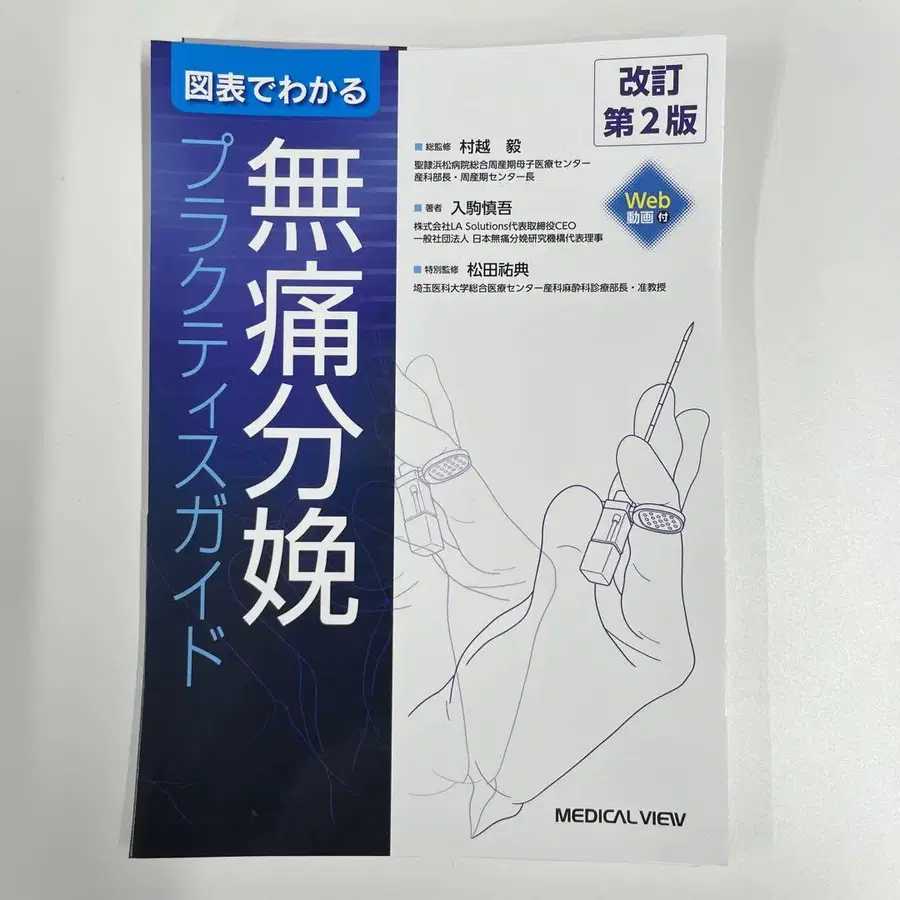 図表でわかる
無痛分娩
プラクティスガイド
改訂
第2版
Web
動画付
総監修 村越 毅
聖隷浜松病院総合周産期母子医療センター
産科部長・周産期センター長
著者 入駒慎吾
株式会社LA Solutions代表取締役CEO
一般社団法人 日本無痛分娩研究機構代表理事
特別監修 松田祐典
埼玉医科大学総合医療センター産科麻酔科診療部長・准教授
MEDICAL VIEW